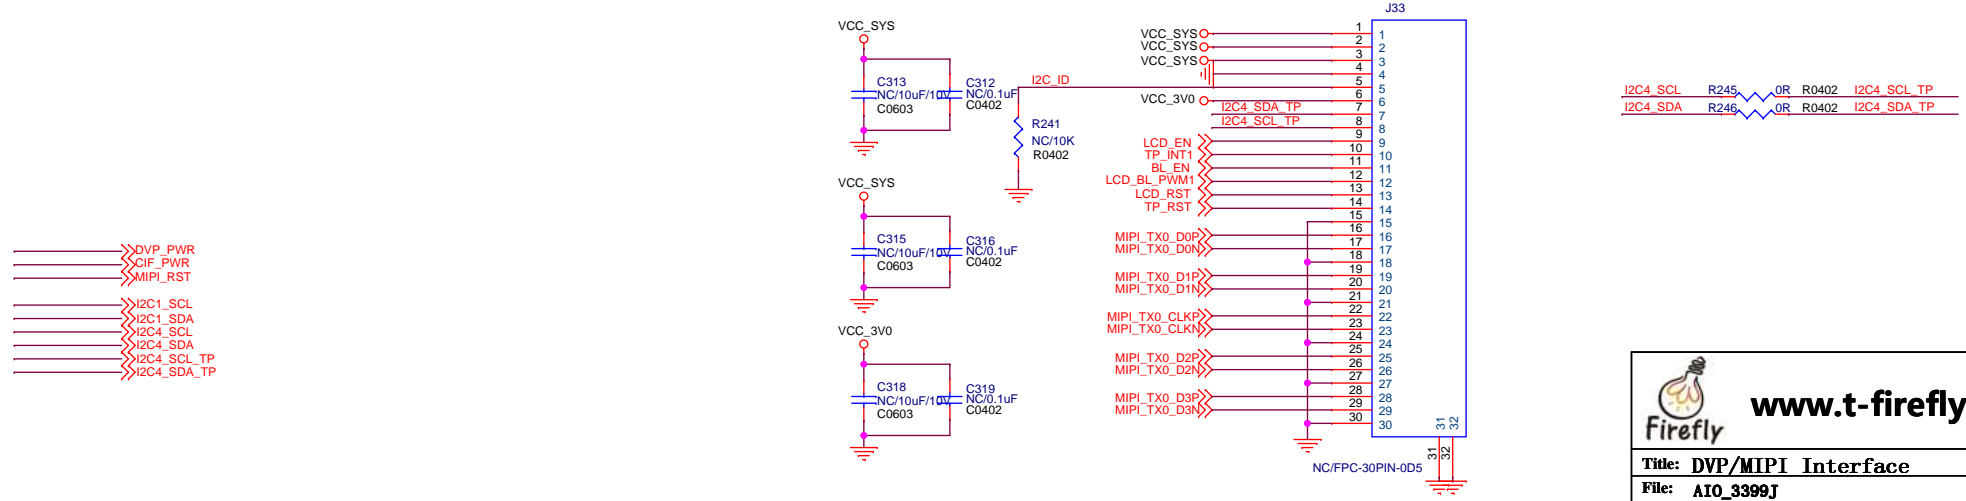 DVP_PWR
CIF_PWR
MIPI_RST
I2C1_SCL
I2C1_SDA
I2C4_SCL
I2C4_SDA
I2C4_SCL_TP
I2C4_SDA_TP
VCC_SYS
C313
NC/10uF/10V
C0603
C312
NC/0.1uF
C0402
VCC_SYS
C315
NC/10uF/10V
C0603
C316
NC/0.1uF
C0402
VCC_3V0
C318
NC/10uF/10V
C0603
C319
NC/0.1uF
C0402
I2C_ID
R241
NC/10K
R0402
J33
VCC_SYS 1 1
VCC_SYS 2 2
VCC_SYS 3 3
4 4
5 5
VCC_3V0 6 6
I2C4_SDA_TP 7 7
I2C4_SCL_TP 8 8
LCD_EN 9 9
TP_INT1 10 10
BL_EN 11 11
LCD_BL_PWM1 12 12
LCD_RST 13 13
TP_RST 14 14
15 15
MIPI_TX0_D0P 16 16
MIPI_TX0_D0N 17 17
18 18
MIPI_TX0_D1P 19 19
MIPI_TX0_D1N 20 20
21 21
MIPI_TX0_CLKP 22 22
MIPI_TX0_CLKN 23 23
24 24
MIPI_TX0_D2P 25 25
MIPI_TX0_D2N 26 26
27 27
MIPI_TX0_D3P 28 28
MIPI_TX0_D3N 29 29
30 30
31 32
31 32
NC/FPC-30PIN-0D5
I2C4_SCL R245 0R R0402 I2C4_SCL_TP
I2C4_SDA R246 0R R0402 I2C4_SDA_TP
Firefly
www.t-firefly
Title: DVP/MIPI Interface
File: AIO_3399J